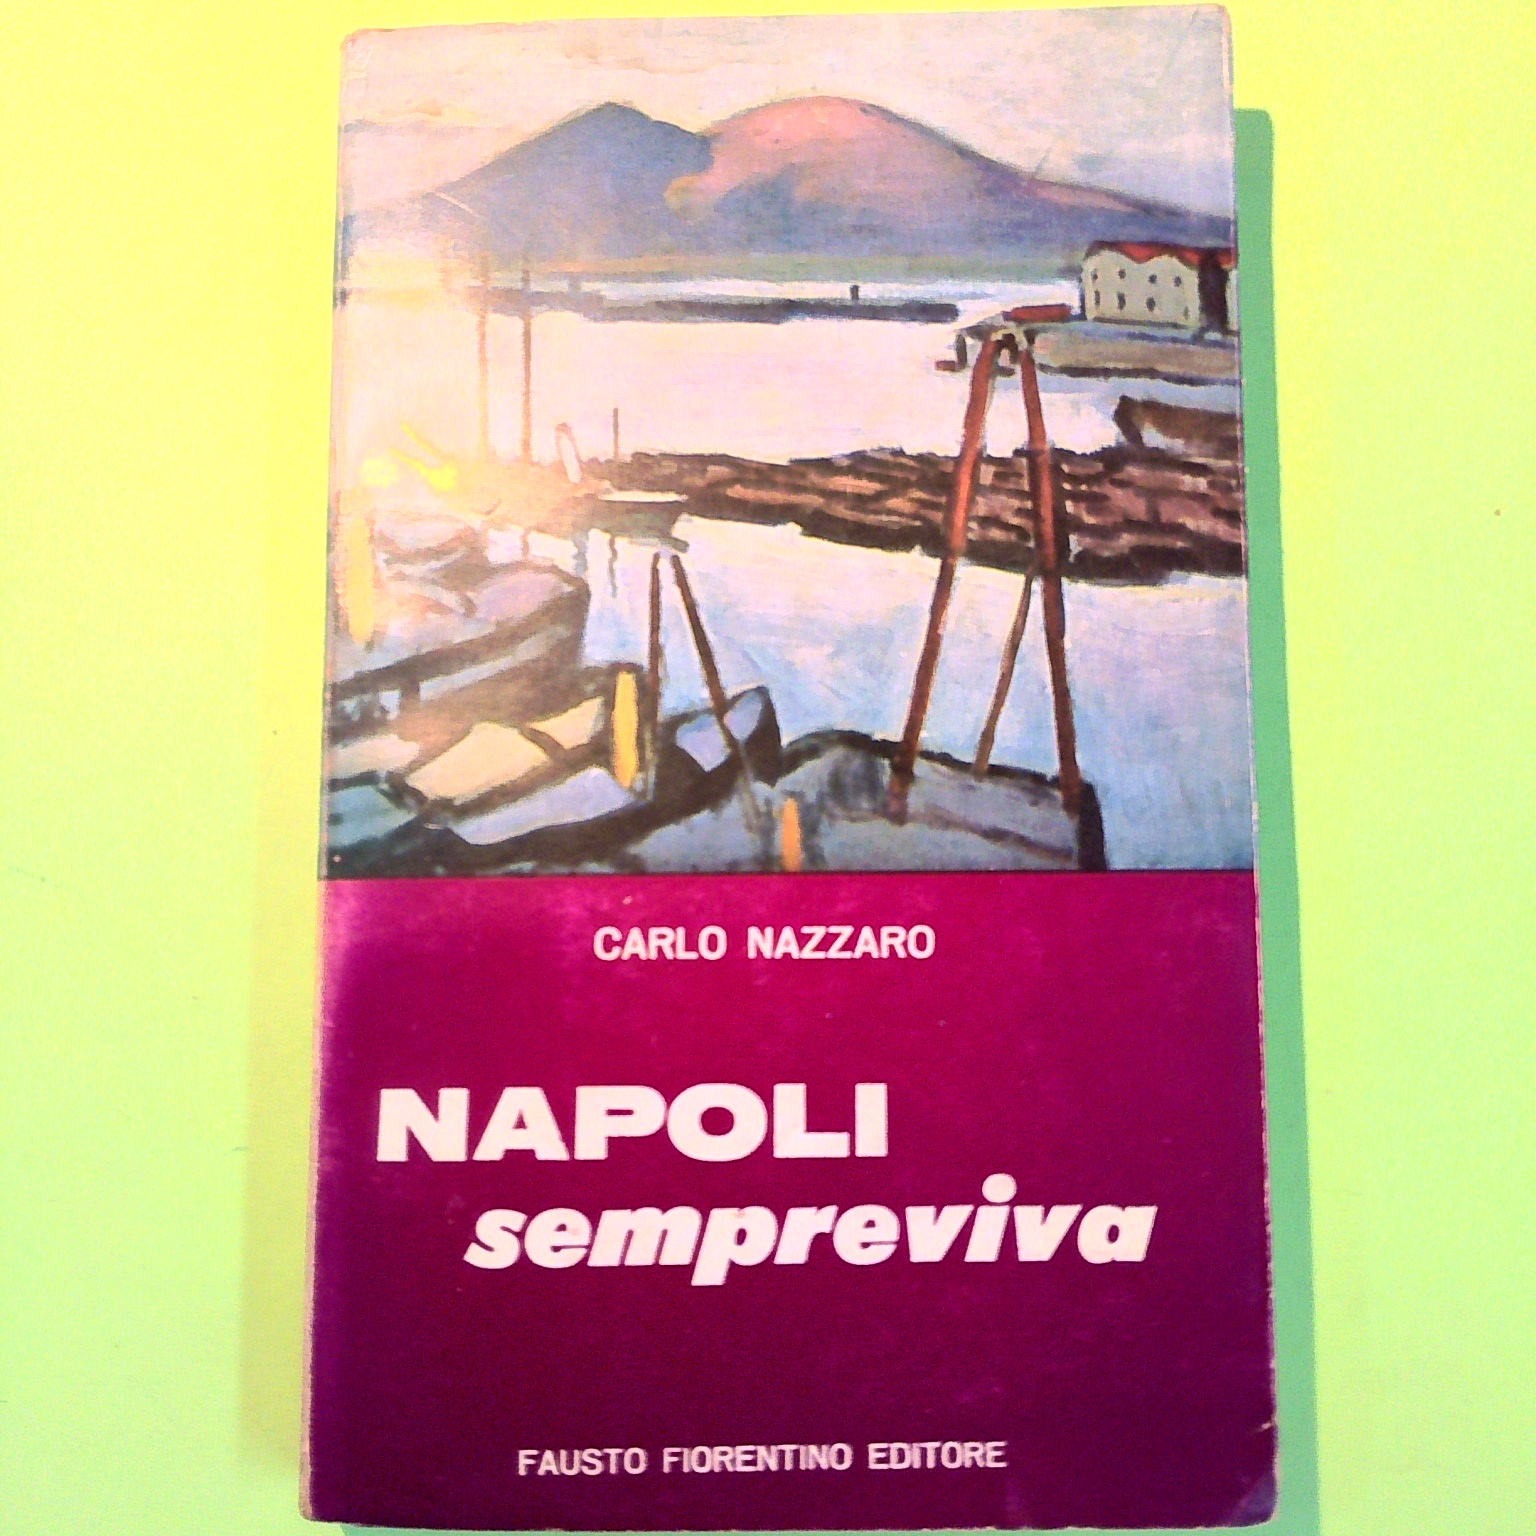 CARLO NAZZARO
NAPOLI
sempreviva
FAUSTO FIORENTINO EDITORE